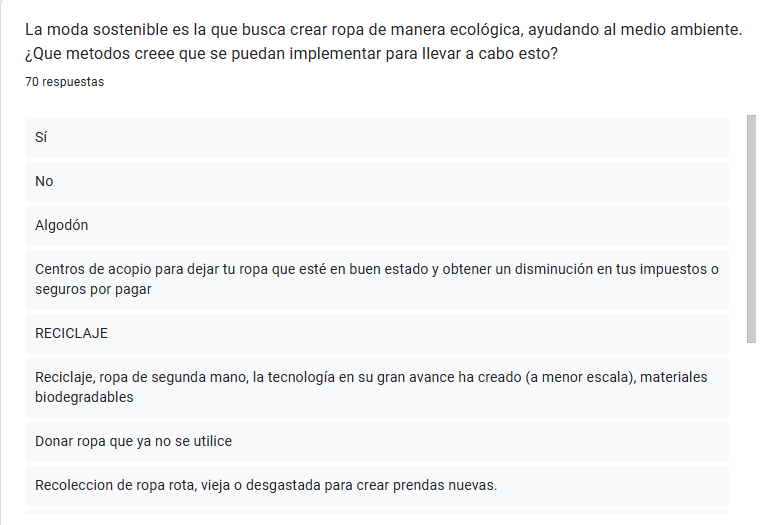 La moda sostenible es la que busca crear ropa de manera ecológica, ayudando al medio ambiente.
¿Que metodos creee que se puedan implementar para llevar a cabo esto?
70 respuestas
Sí
No
Algodón
Centros de acopio para dejar tu ropa que esté en buen estado y obtener un disminución en tus impuestos o
seguros por pagar
RECICLAJE
Reciclaje, ropa de segunda mano, la tecnología en su gran avance ha creado (a menor escala), materiales
biodegradables
Donar ropa que ya no se utilice
Recoleccion de ropa rota, vieja o desgastada para crear prendas nuevas.